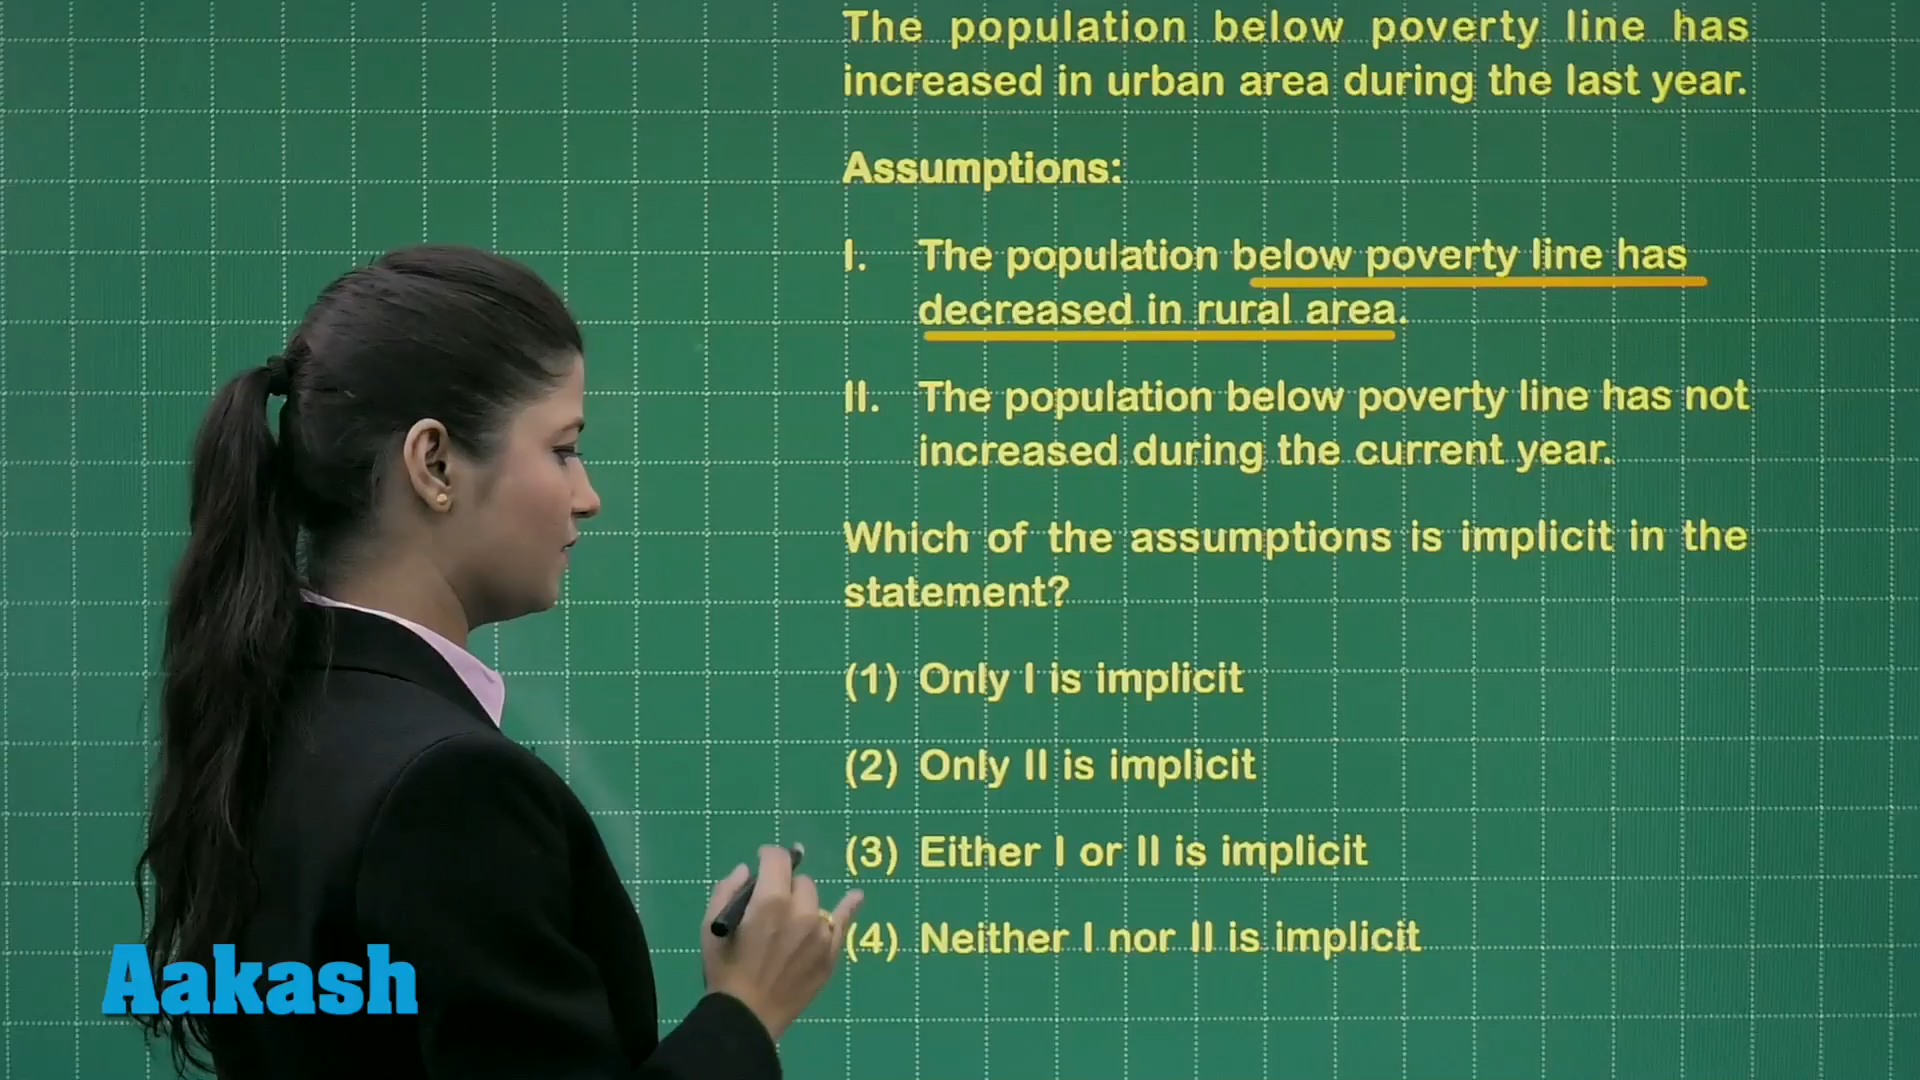 The population below poverty line has
increased in urban area during the last year.
Assumptions:
I. The population below poverty line has
decreased in rural area.
II. The population below poverty line has not
increased during the current year.
Which of the assumptions is implicit in the
statement?
(1) Only I is implicit
(2) Only II is implicit
(3) Either I or II is implicit
(4) Neither I nor II is implicit
Aakash